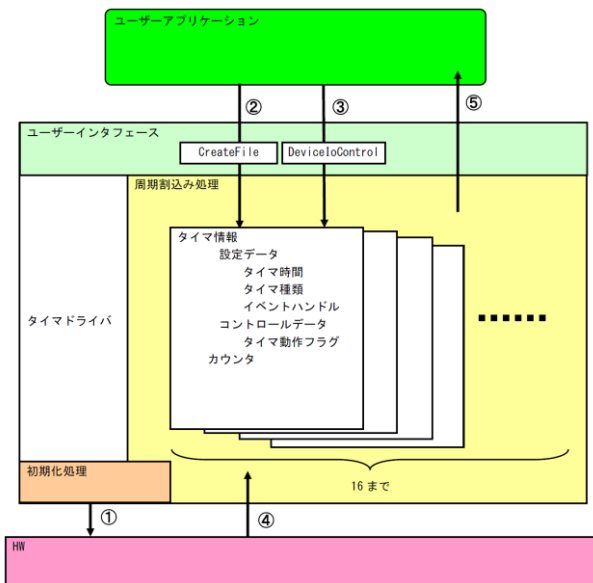 ユーザーアプリケーション
②
③
⑤
ユーザーインタフェース
CreateFile
DeviceIoControl
周期割込み処理
タイマ情報
設定データ
タイマ時間
タイマ種類
イベントハンドル
コントロールデータ
タイマ動作フラグ
カウンタ
タイマドライバ
初期化処理
16 まで
①
④
HW